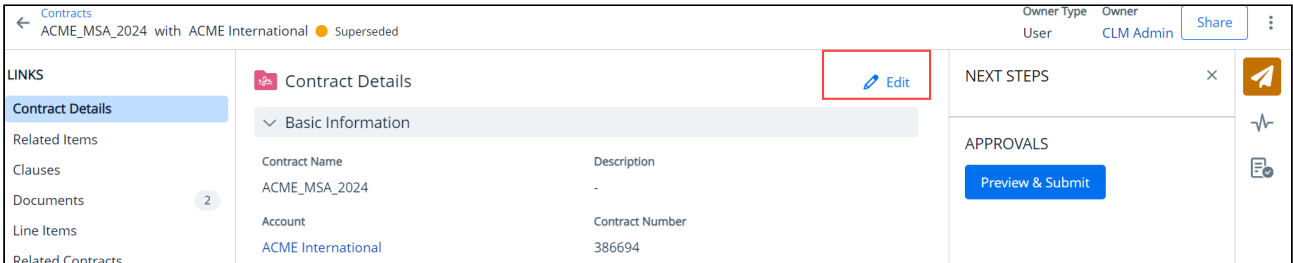 Contracts
ACME_MSA_2024 with ACME International Superseded
Owner Type Owner
User CLM Admin
Share
LINKS
Contract Details
Related Items
Clauses
Documents 2
Line Items
Related Contracts
Contract Details
Edit
Basic Information
Contract Name Description
ACME_MSA_2024 -
Account Contract Number
ACME International 386694
NEXT STEPS
APPROVALS
Preview & Submit